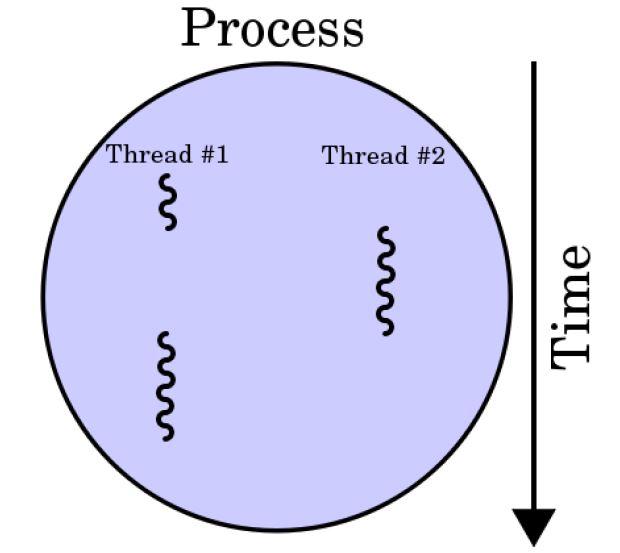 Process
Thread #1
Thread #2
Time